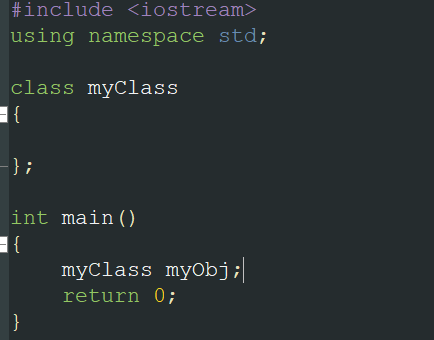 #include <iostream>
using namespace std;
class myClass
{
};
int main()
{
myClass myObj;
return 0;
}